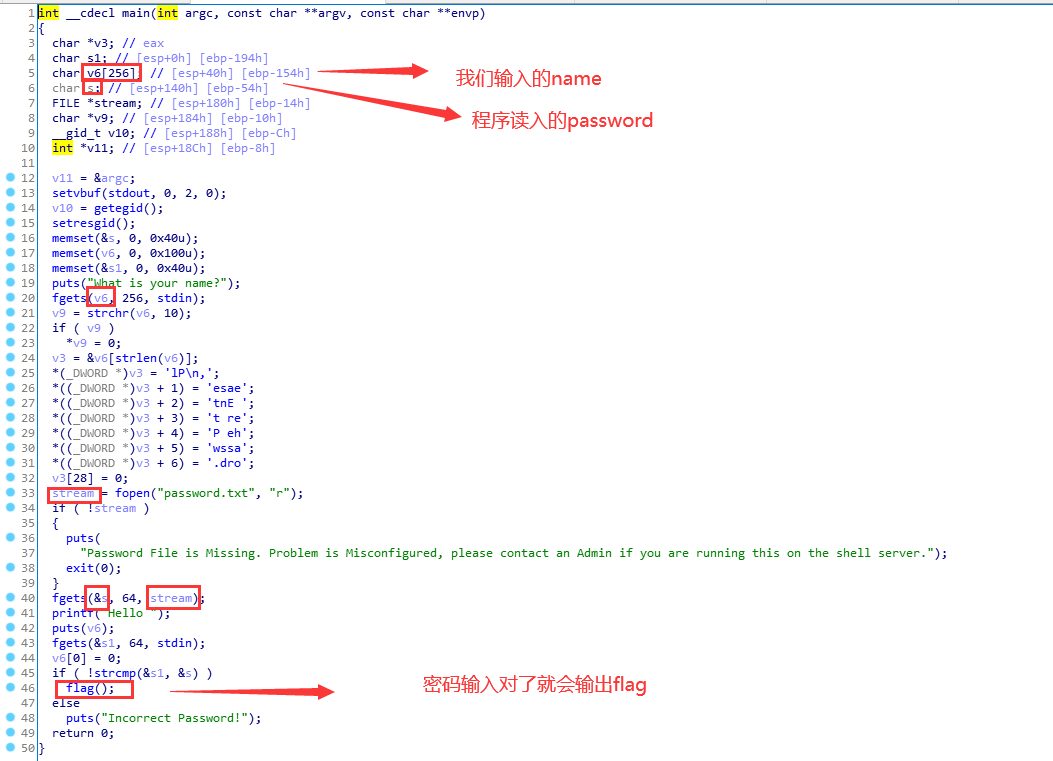 1 int __cdecl main(int argc, const char **argv, const char **envp)
2 {
3 char *v3; // eax
4 char s1; // [esp+0h] [ebp-194h]
5 char v6[256]; // [esp+40h] [ebp-154h] 我们输入的name
6 char s; // [esp+140h] [ebp-54h]
7 FILE *stream; // [esp+180h] [ebp-14h]
8 char *v9; // [esp+184h] [ebp-10h] 程序读入的password
9 __gid_t v10; // [esp+188h] [ebp-Ch]
10 int *v11; // [esp+18Ch] [ebp-8h]
11
12 v11 = &argc;
13 setvbuf(stdout, 0, 2, 0);
14 v10 = getegid();
15 setresgid();
16 memset(&s, 0, 0x40u);
17 memset(v6, 0, 0x100u);
18 memset(&s1, 0, 0x40u);
19 puts("What is your name?");
20 fgets(v6, 256, stdin);
21 v9 = strchr(v6, 10);
22 if ( v9 )
23 *v9 = 0;
24 v3 = &v6[strlen(v6)];
25 *(_DWORD *)v3 = 'lP\n,';
26 *((_DWORD *)v3 + 1) = 'esae';
27 *((_DWORD *)v3 + 2) = 'tnE ';
28 *((_DWORD *)v3 + 3) = 't re';
29 *((_DWORD *)v3 + 4) = 'P eh';
30 *((_DWORD *)v3 + 5) = 'wssa';
31 *((_DWORD *)v3 + 6) = '.dro';
32 v3[28] = 0;
33 stream = fopen("password.txt", "r");
34 if ( !stream )
35 {
36 puts(
37 "Password File is Missing. Problem is Misconfigured, please contact an Admin if you are running this on the shell server.");
38 exit(0);
39 }
40 fgets(&s, 64, stream);
41 printf("Hello ");
42 puts(v6);
43 fgets(&s1, 64, stdin);
44 v6[0] = 0;
45 if ( !strcmp(&s1, &s) )
46 flag(); 密码输入对了就会输出flag
47 else
48 puts("Incorrect Password!");
49 return 0;
50 }